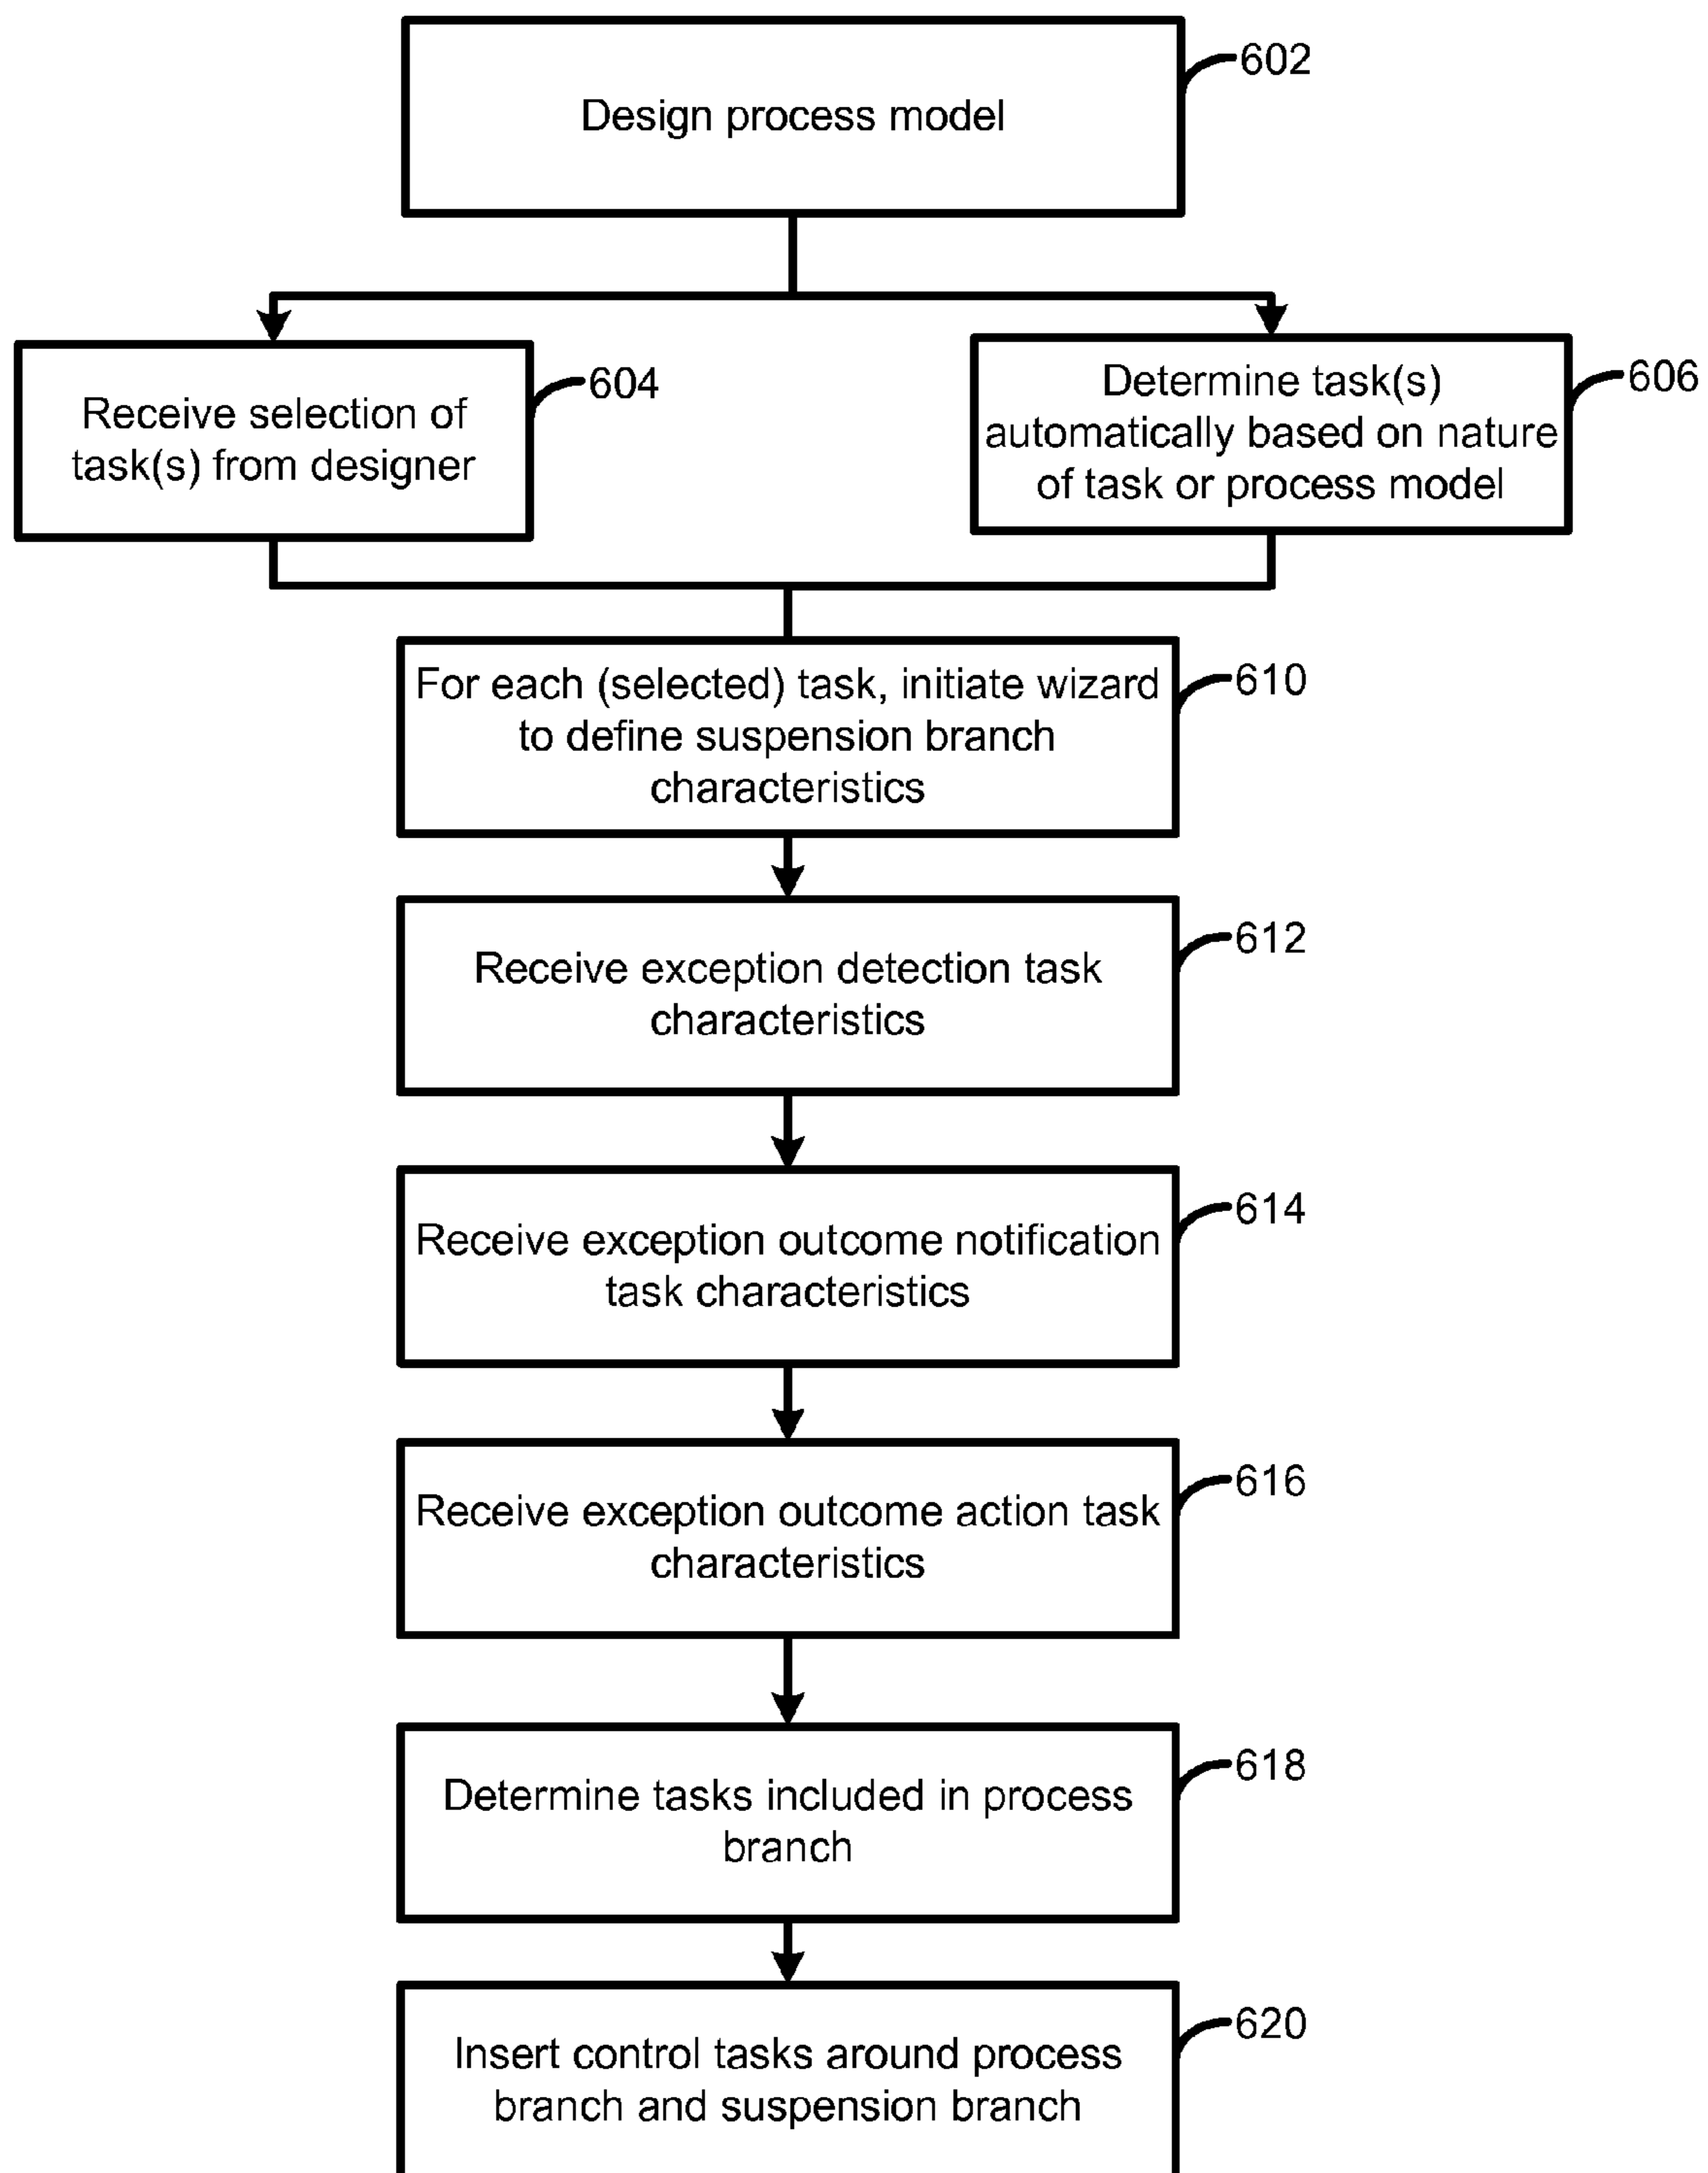 Design process model
602
Receive selection of
task(s) from designer
604
Determine task(s)
automatically based on nature
of task or process model
606
For each (selected) task, initiate wizard
to define suspension branch
characteristics
610
Receive exception detection task
characteristics
612
Receive exception outcome notification
task characteristics
614
Receive exception outcome action task
characteristics
616
Determine tasks included in process
branch
618
Insert control tasks around process
branch and suspension branch
620